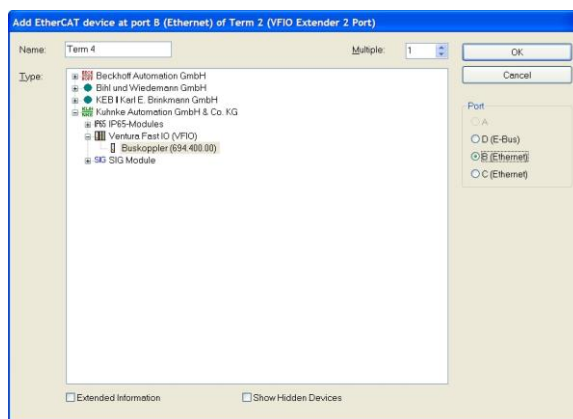 Add EtherCAT device at port B (Ethernet) of Term 2 (VFIO Extender 2 Port)
Name: Term 4 Multiple: 1 OK
Cancel
Type:
Beckhoff Automation GmbH
Bihl und Wiedemann GmbH
KEB | Karl E. Brinkmann GmbH
Kuhnke Automation GmbH & Co. KG
IP65 IP65-Modules
Ventura Fast IO (VFIO)
Buskoppler (694.400.00)
SIG SIG Module
Port
A
D (E-Bus)
B (Ethernet)
C (Ethernet)
Extended Information Show Hidden Devices